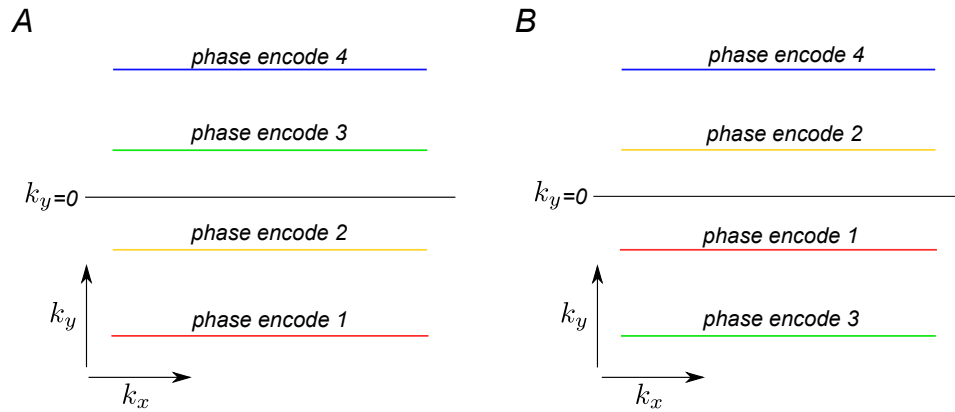 A
phase encode 4
phase encode 3
k_y=0
phase encode 2
phase encode 1
k_y
k_x
B
phase encode 4
phase encode 2
k_y=0
phase encode 1
phase encode 3
k_y
k_x